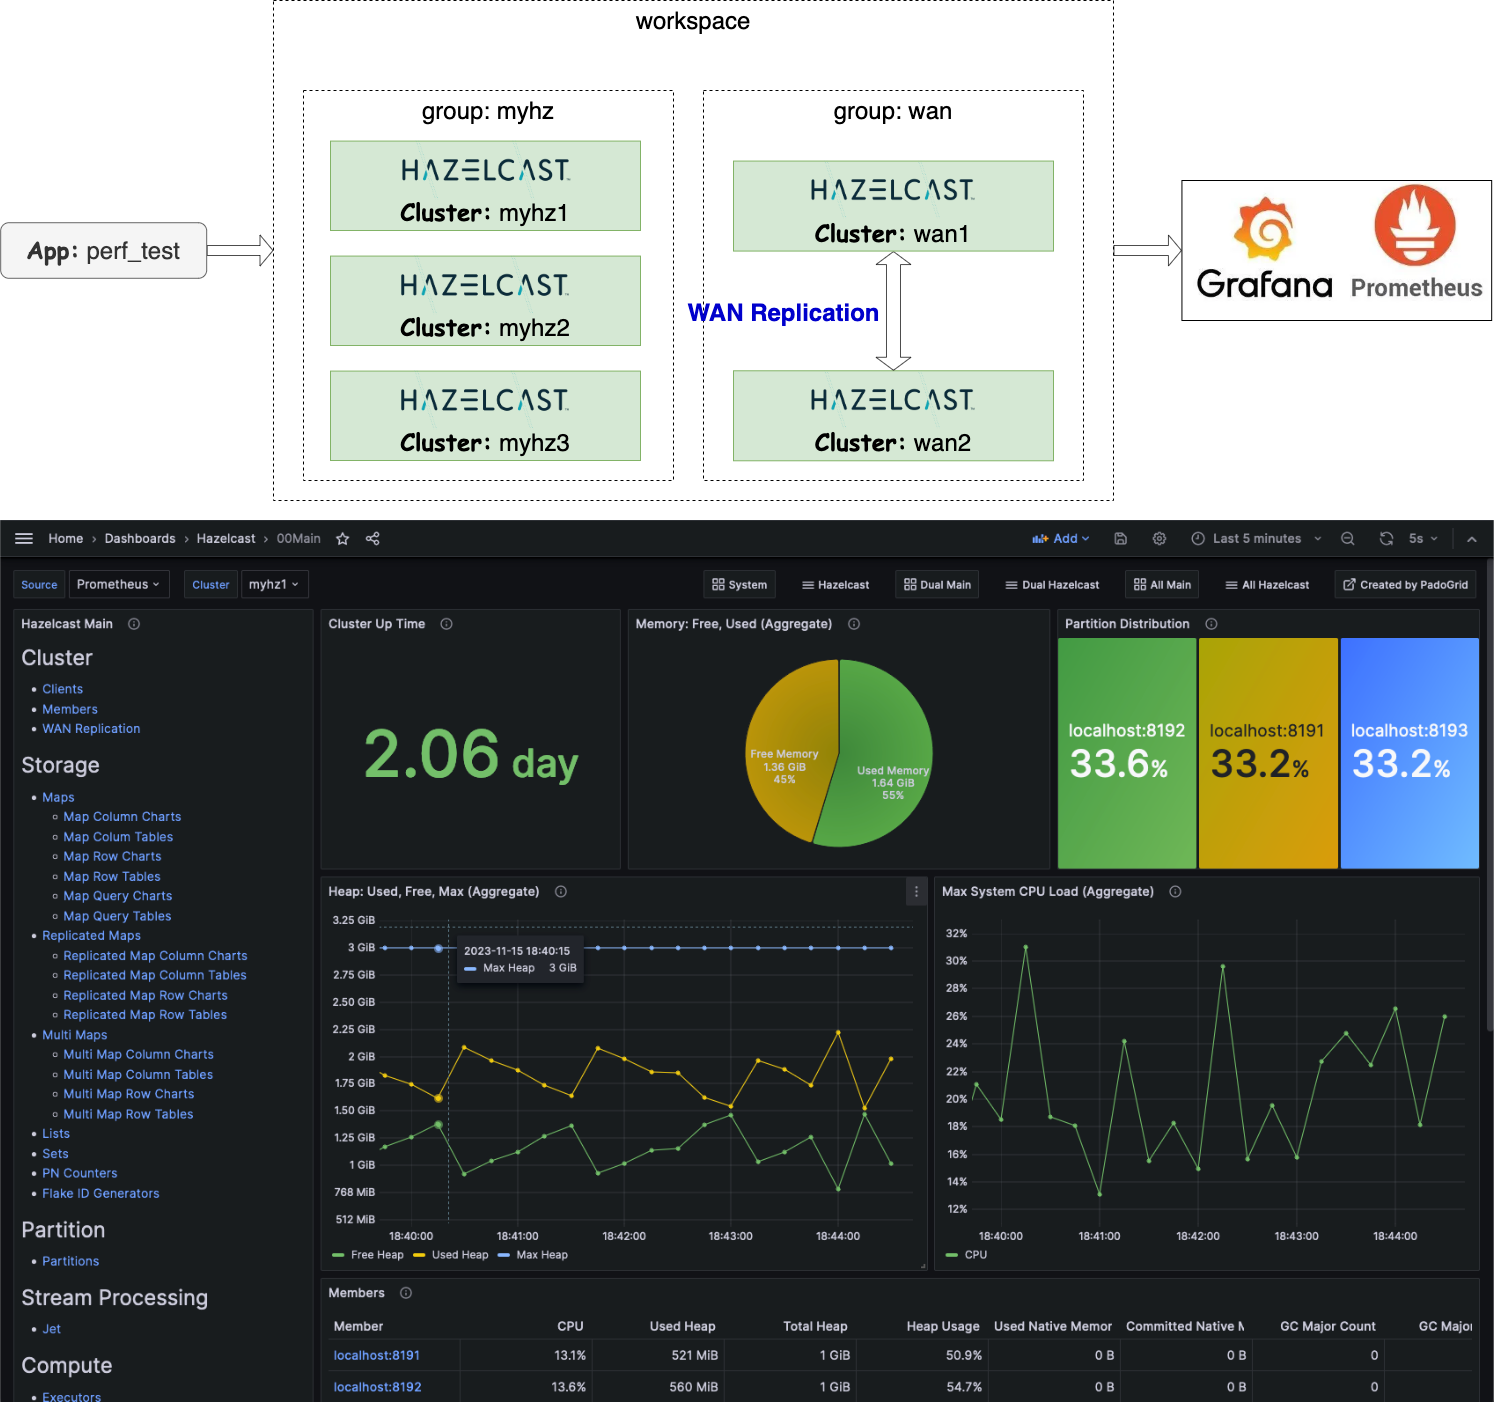 workspace
group: myhz
HAZELCAST
Cluster: myhz1
HAZELCAST
Cluster: myhz2
HAZELCAST
Cluster: myhz3
group: wan
HAZELCAST
Cluster: wan1
WAN Replication
HAZELCAST
Cluster: wan2
App: perf_test
Grafana
Prometheus
Home › Dashboards › Hazelcast › 00Main
Add
Last 5 minutes
5s
Source Prometheus
Cluster myhz1
System
Hazelcast
Dual Main
Dual Hazelcast
All Main
All Hazelcast
Created by PadoGrid
Hazelcast Main
Cluster
Clients
Members
WAN Replication
Storage
Maps
Map Column Charts
Map Colum Tables
Map Row Charts
Map Row Tables
Map Query Charts
Map Query Tables
Replicated Maps
Replicated Map Column Charts
Replicated Map Column Tables
Replicated Map Row Charts
Replicated Map Row Tables
Multi Maps
Multi Map Column Charts
Multi Map Column Tables
Multi Map Row Charts
Multi Map Row Tables
Lists
Sets
PN Counters
Flake ID Generators
Partition
Partitions
Stream Processing
Jet
Compute
Executors
Cluster Up Time
2.06 day
Memory: Free, Used (Aggregate)
Free Memory
1.36 GiB
45%
Used Memory
1.64 GiB
55%
Partition Distribution
localhost:8192
33.6%
localhost:8191
33.2%
localhost:8193
33.2%
Heap: Used, Free, Max (Aggregate)
3.25 GiB
3 GiB
2.75 GiB
2.50 GiB
2.25 GiB
2 GiB
1.75 GiB
1.50 GiB
1.25 GiB
1 GiB
768 MiB
512 MiB
2023-11-15 18:40:15
Max Heap 3 GiB
18:40:00 18:41:00 18:42:00 18:43:00 18:44:00
Free Heap Used Heap Max Heap
Max System CPU Load (Aggregate)
32%
30%
28%
26%
24%
22%
20%
18%
16%
14%
12%
18:40:00 18:41:00 18:42:00 18:43:00 18:44:00
CPU
Members
Member CPU Used Heap Total Heap Heap Usage Used Native Memor Committed Native M GC Major Count GC Major
localhost:8191 13.1% 521 MiB 1 GiB 50.9% 0 B 0 B 0
localhost:8192 13.6% 560 MiB 1 GiB 54.7% 0 B 0 B 0